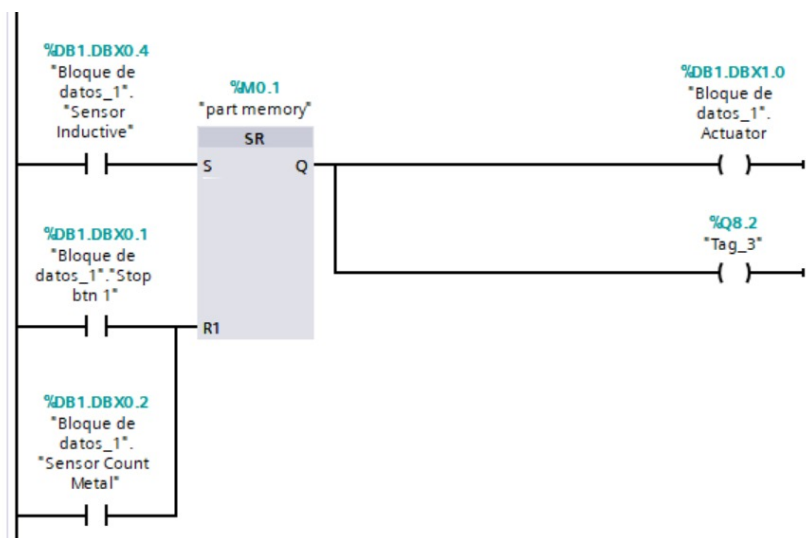 %DB1.DBX0.4
"Bloque de
datos_1".
"Sensor
Inductive"
%M0.1
"part memory"
SR
S
Q
%DB1.DBX1.0
"Bloque de
datos_1".
Actuator
%Q8.2
"Tag_3"
%DB1.DBX0.1
"Bloque de
datos_1"."Stop
btn 1"
R1
%DB1.DBX0.2
"Bloque de
datos_1".
"Sensor Count
Metal"